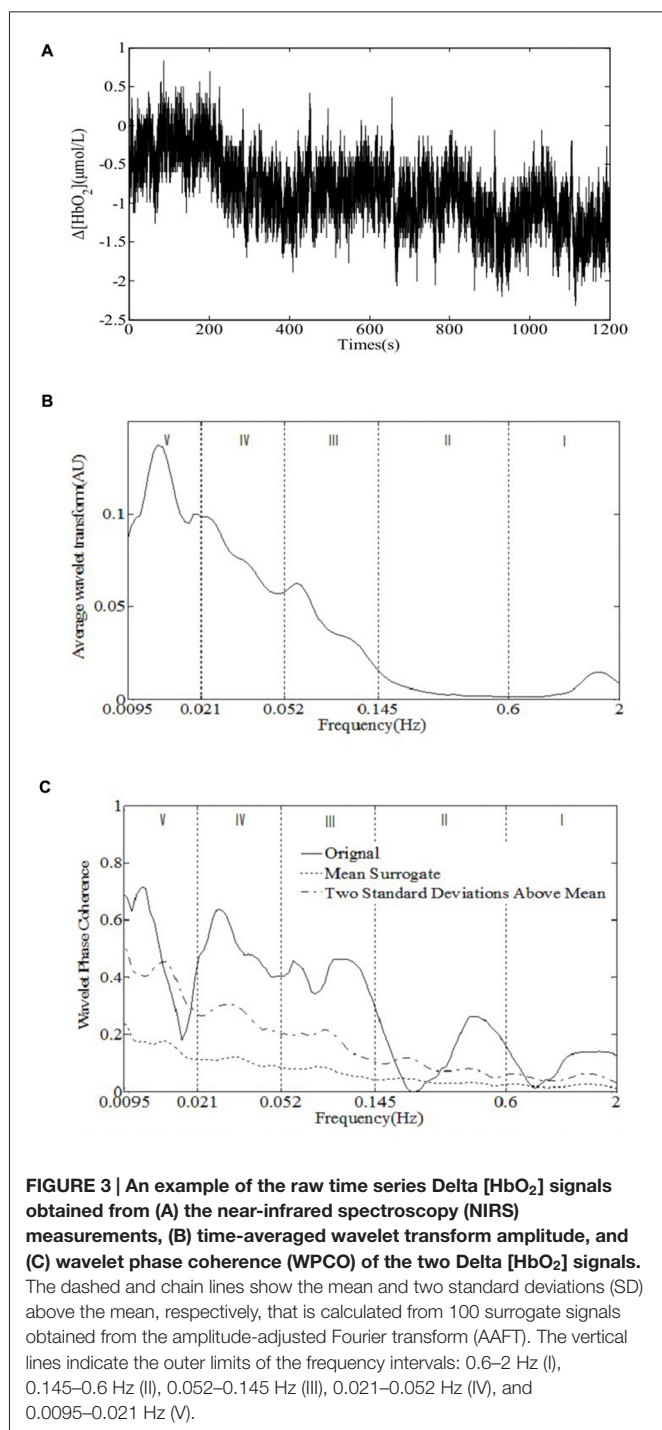 A
1
0.5
0
-0.5
-1
-1.5
-2
-2.5
Δ[HbO₂](μmol/L)
0 200 400 600 800 1000 1200
Times(s)
B
V IV III II I
0.1
0.05
0
Average wavelet transform(AU)
0.0095 0.021 0.052 0.145 0.6 2
Frequency(Hz)
C
1
0.8
0.6
0.4
0.2
0
Wavelet Phase Coherence
V IV III II I
Orignal
Mean Surrogate
Two Standard Deviations Above Mean
0.0095 0.021 0.052 0.145 0.6 2
Frequency(Hz)
FIGURE 3 | An example of the raw time series Delta [HbO₂] signals
obtained from (A) the near-infrared spectroscopy (NIRS)
measurements, (B) time-averaged wavelet transform amplitude, and
(C) wavelet phase coherence (WPCO) of the two Delta [HbO₂] signals.
The dashed and chain lines show the mean and two standard deviations (SD)
above the mean, respectively, that is calculated from 100 surrogate signals
obtained from the amplitude-adjusted Fourier transform (AAFT). The vertical
lines indicate the outer limits of the frequency intervals: 0.6–2 Hz (I),
0.145–0.6 Hz (II), 0.052–0.145 Hz (III), 0.021–0.052 Hz (IV), and
0.0095–0.021 Hz (V).